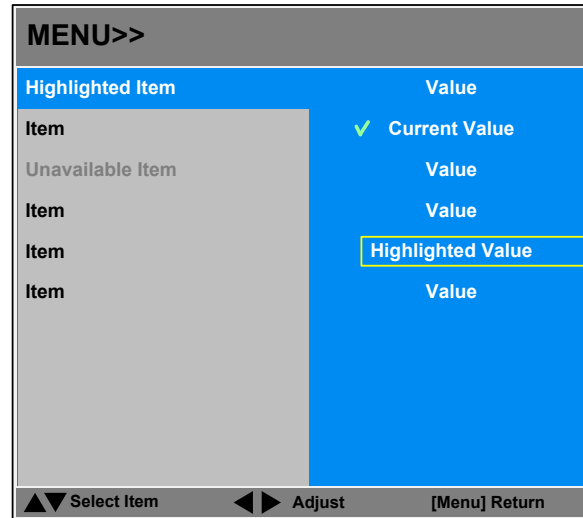 MENU>>
Highlighted Item Value
Item Current Value
Unavailable Item Value
Item Value
Item Highlighted Value
Item Value
Select Item Adjust [Menu] Return